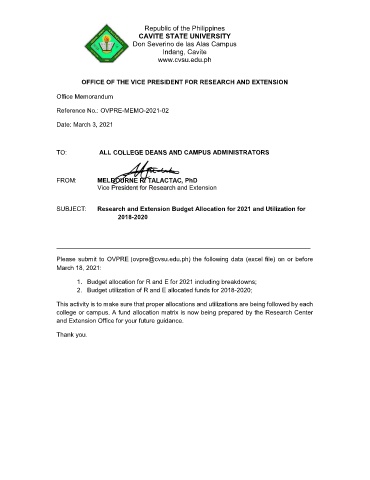 Republic of the Philippines
CAVITE STATE UNIVERSITY
Don Severino de las Alas Campus
Indang, Cavite
www.cvsu.edu.ph
OFFICE OF THE VICE PRESIDENT FOR RESEARCH AND EXTENSION
Office Memorandum
Reference No.: OVPRE-MEMO-2021-02
Date: March 3, 2021
TO: ALL COLLEGE DEANS AND CAMPUS ADMINISTRATORS
FROM: MELBOURNE R. TALACTAC, PhD
Vice President for Research and Extension
SUBJECT: Research and Extension Budget Allocation for 2021 and Utilization for
2018-2020
Please submit to OVPRE (ovpre@cvsu.edu.ph) the following data (excel file) on or before
March 18, 2021:
1. Budget allocation for R and E for 2021 including breakdowns;
2. Budget utilization of R and E allocated funds for 2018-2020;
This activity is to make sure that proper allocations and utilizations are being followed by each
college or campus. A fund allocation matrix is now being prepared by the Research Center
and Extension Office for your future guidance.
Thank you.